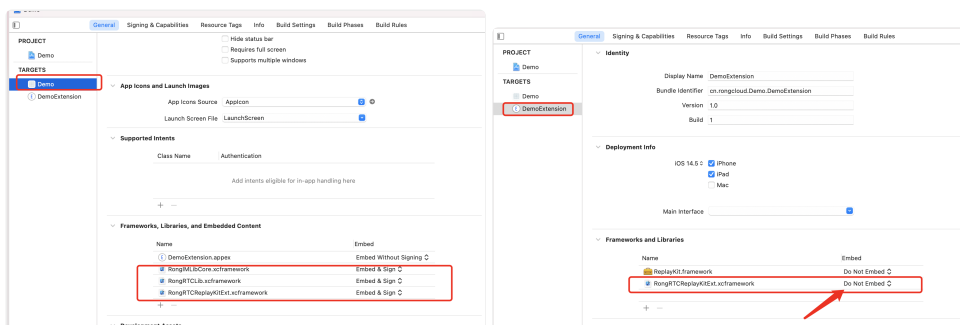 General Signing & Capabilities Resource Tags Info Build Settings Build Phases Build Rules
PROJECT
Demo
TARGETS
Demo
DemoExtension
Hide status bar
Requires full screen
Supports multiple windows
App Icons and Launch Images
App Icons Source AppIcon
Launch Screen File LaunchScreen
Supported Intents
Class Name Authentication
Add intents eligible for in-app handling here
Frameworks, Libraries, and Embedded Content
Name Embed
DemoExtension.appex Embed Without Signing
RongIMLibCore.xcframework Embed & Sign
RongRTCLib.xcframework Embed & Sign
RongRTCReplayKitExt.xcframework Embed & Sign
+ —
Development Assets
General Signing & Capabilities Resource Tags Info Build Settings Build Phases Build Rules
PROJECT
Demo
TARGETS
Demo
DemoExtension
Identity
Display Name DemoExtension
Bundle Identifier cn.rongcloud.Demo.DemoExtension
Version 1.0
Build 1
Deployment Info
iOS 14.5 iPhone
iPad
Mac
Main Interface
Frameworks and Libraries
Name Embed
ReplayKit.framework Do Not Embed
RongRTCReplayKitExt.xcframework Do Not Embed
+ —